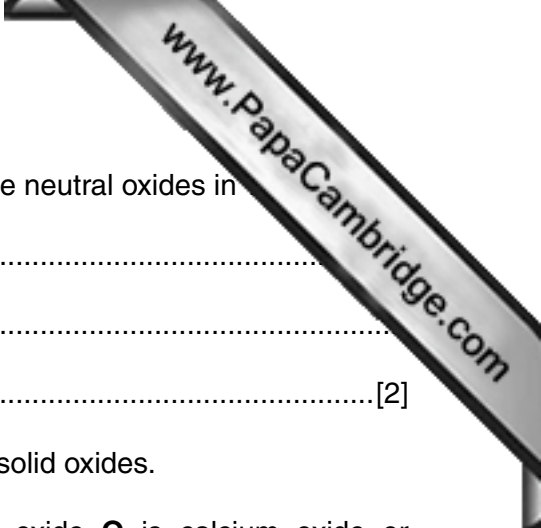 www.PapaCambridge.com
e neutral oxides in
[2]
solid oxides.
oxide Q is calcium oxide or